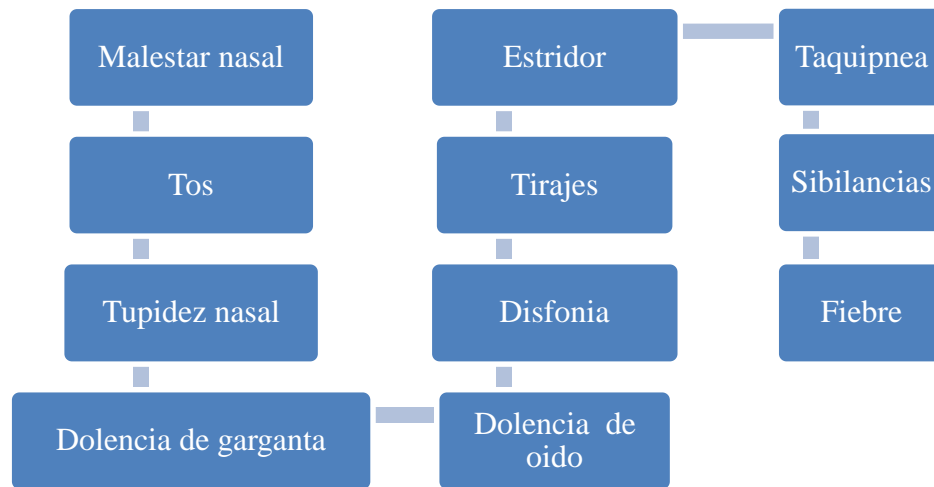 Malestar nasal
Tos
Tupidez nasal
Dolencia de garganta
Dolencia de
oido
Disfonia
Tirajes
Estridor
Taquipnea
Sibilancias
Fiebre